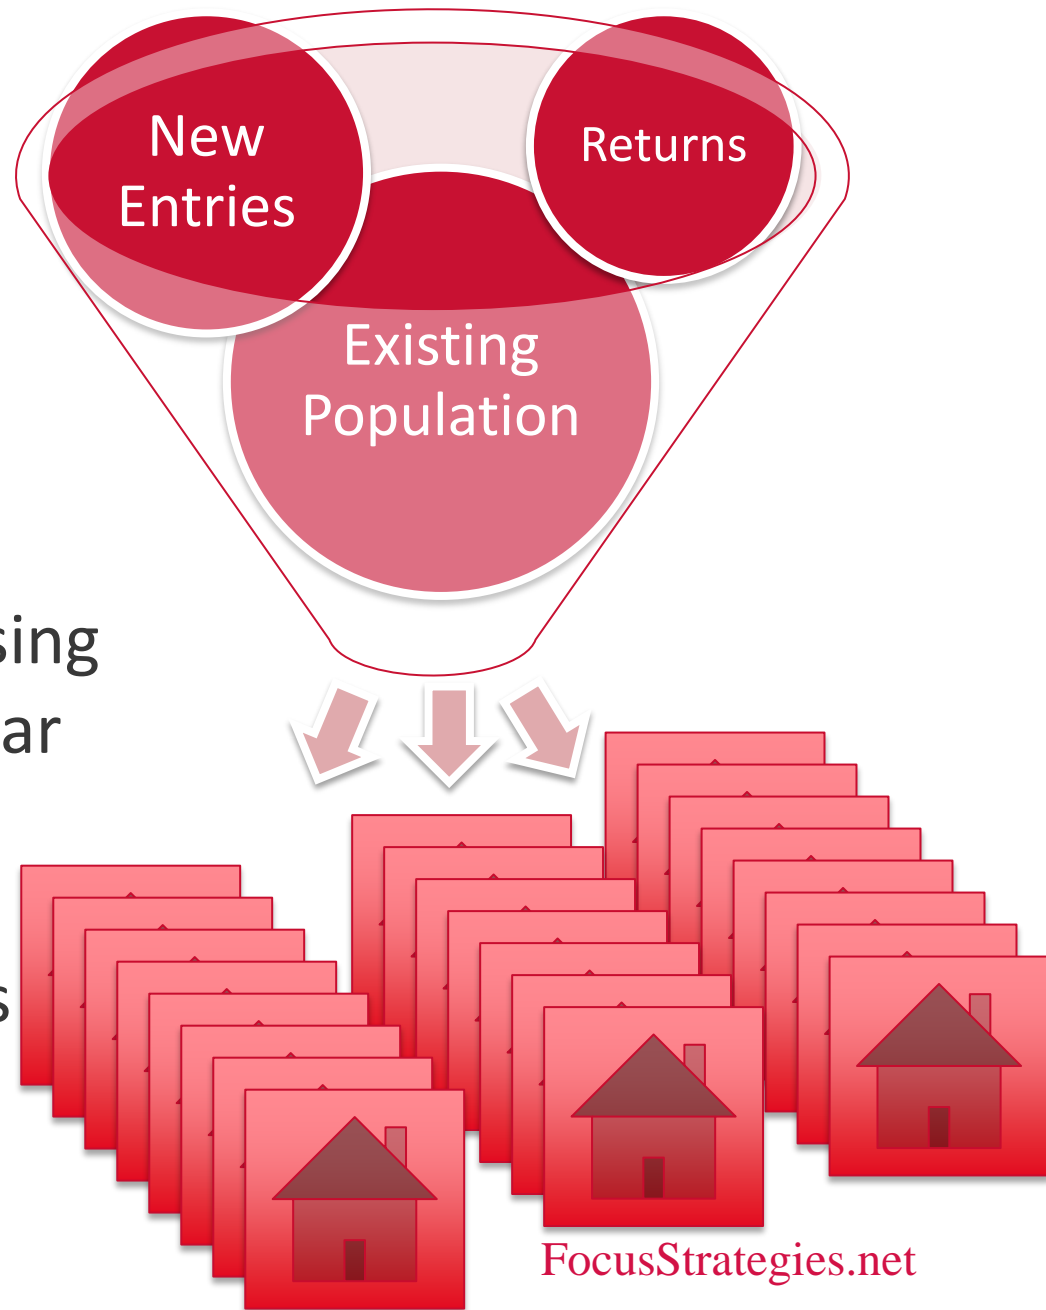 New
Entries
Returns
Existing
Population
sing
ar
s
FocusStrategies.net